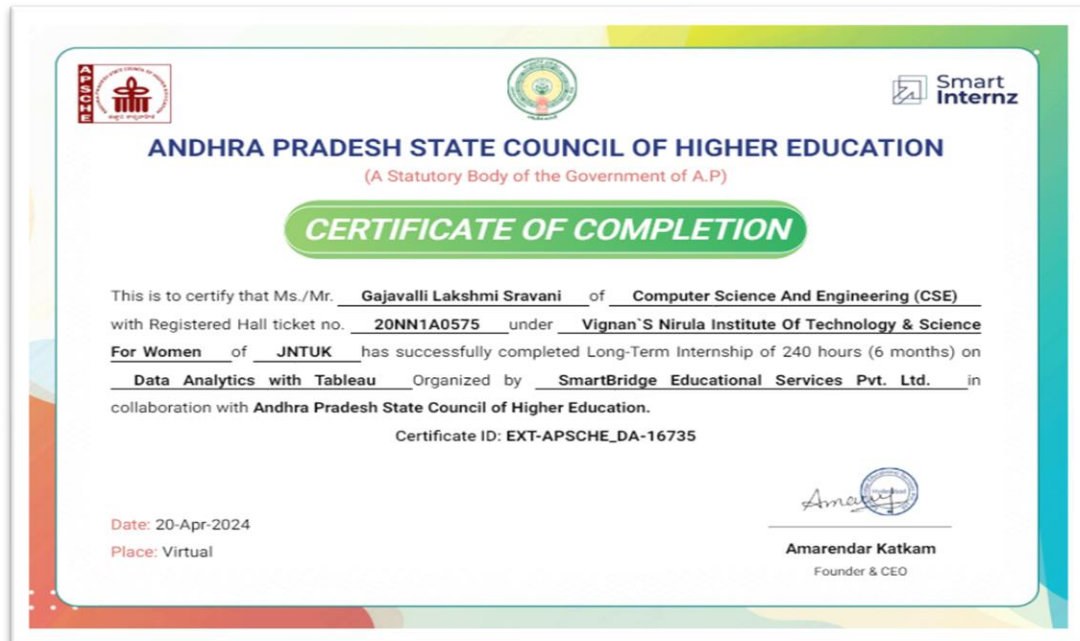 APSCHE
Smart
Internz
ANDHRA PRADESH STATE COUNCIL OF HIGHER EDUCATION
(A Statutory Body of the Government of A.P)
CERTIFICATE OF COMPLETION
This is to certify that Ms./Mr. Gajavalli Lakshmi Sravani of Computer Science And Engineering (CSE)
with Registered Hall ticket no. 20NN1A0575 under Vignan`S Nirula Institute Of Technology & Science
For Women of JNTUK has successfully completed Long-Term Internship of 240 hours (6 months) on
Data Analytics with Tableau Organized by SmartBridge Educational Services Pvt. Ltd. in
collaboration with Andhra Pradesh State Council of Higher Education.
Certificate ID: EXT-APSCHE_DA-16735
Date: 20-Apr-2024
Place: Virtual
Hyderabad
Amarendar Katkam
Founder & CEO